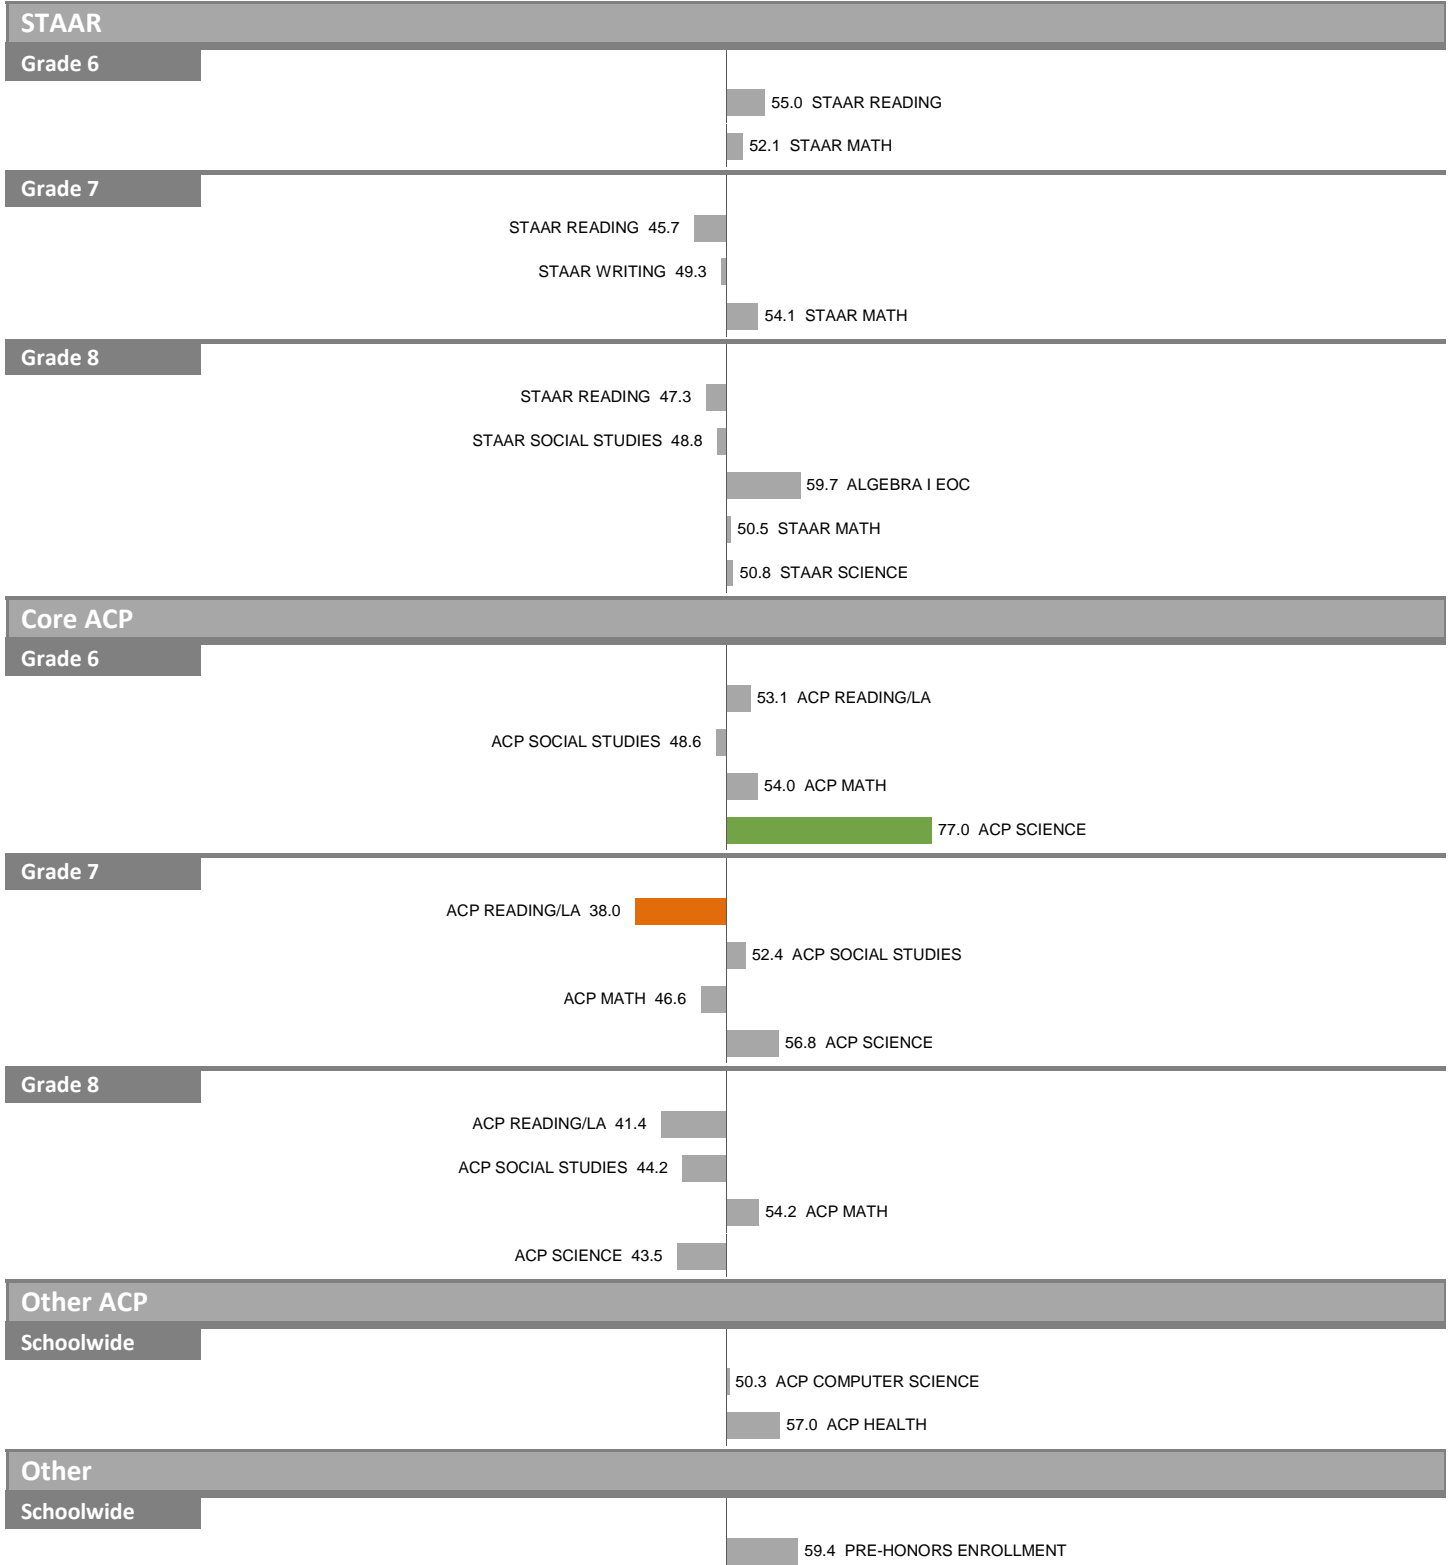 STAAR
Grade 6
55.0 STAAR READING
52.1 STAAR MATH
Grade 7
STAAR READING 45.7
STAAR WRITING 49.3
54.1 STAAR MATH
Grade 8
STAAR READING 47.3
STAAR SOCIAL STUDIES 48.8
59.7 ALGEBRA I EOC
50.5 STAAR MATH
50.8 STAAR SCIENCE
Core ACP
Grade 6
53.1 ACP READING/LA
ACP SOCIAL STUDIES 48.6
54.0 ACP MATH
77.0 ACP SCIENCE
Grade 7
ACP READING/LA 38.0
52.4 ACP SOCIAL STUDIES
ACP MATH 46.6
56.8 ACP SCIENCE
Grade 8
ACP READING/LA 41.4
ACP SOCIAL STUDIES 44.2
54.2 ACP MATH
ACP SCIENCE 43.5
Other ACP
Schoolwide
50.3 ACP COMPUTER SCIENCE
57.0 ACP HEALTH
Other
Schoolwide
59.4 PRE-HONORS ENROLLMENT